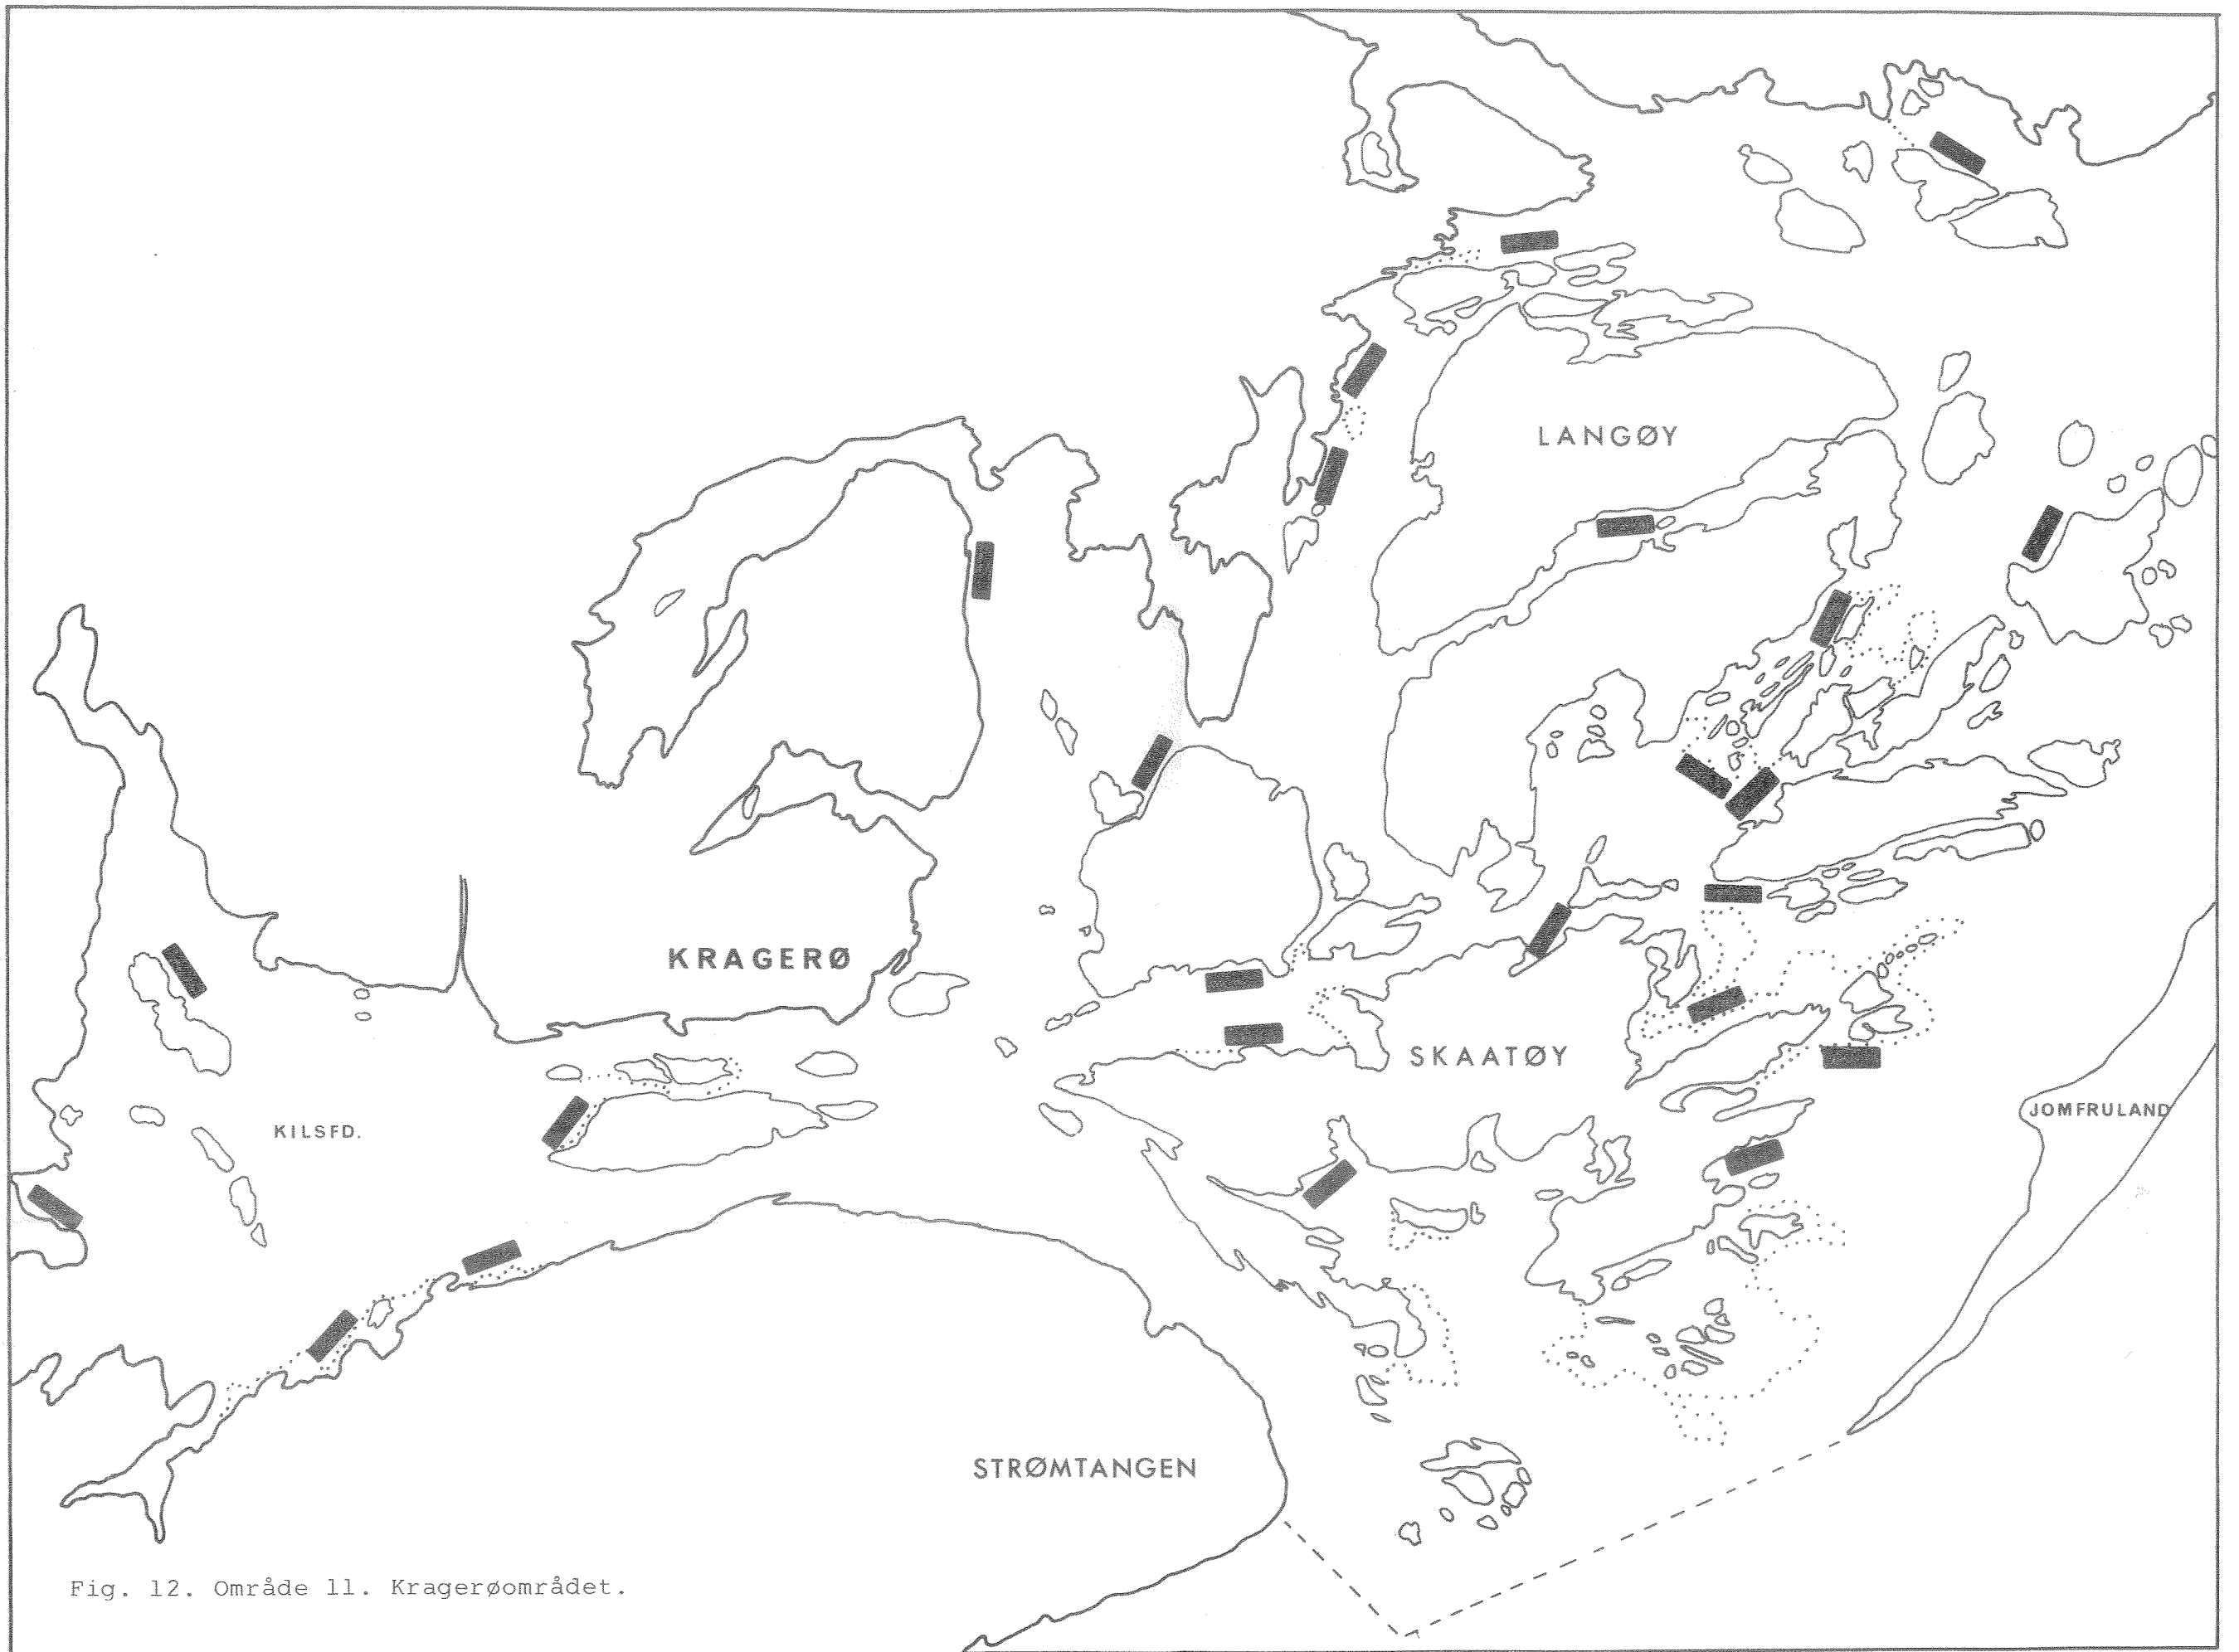 LANGØY
KRAGERØ
SKAATØY
KILSFD.
JOMFRULAND
STRØMTANGEN
Fig. 12. Område 11. Kragerøområdet.